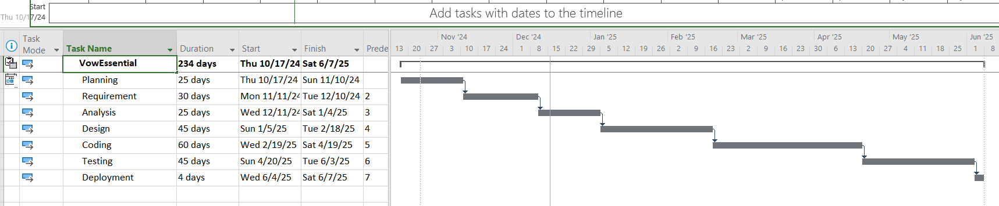 Start
Thu 10/17/24
Add tasks with dates to the timeline
Task Mode Task Name Duration Start Finish Prede
Nov '24 Dec '24 Jan '25 Feb '25 Mar '25 Apr '25 May '25 Jun '25
13 20 27 3 10 17 24 1 8 15 22 29 5 12 19 26 2 9 16 23 2 9 16 23 30 6 13 20 27 4 11 18 25 1 8
VowEssential 234 days Thu 10/17/24 Sat 6/7/25
Planning 25 days Thu 10/17/24 Sun 11/10/24
Requirement 30 days Mon 11/11/24 Tue 12/10/24 2
Analysis 25 days Wed 12/11/24 Sat 1/4/25 3
Design 45 days Sun 1/5/25 Tue 2/18/25 4
Coding 60 days Wed 2/19/25 Sat 4/19/25 5
Testing 45 days Sun 4/20/25 Tue 6/3/25 6
Deployment 4 days Wed 6/4/25 Sat 6/7/25 7